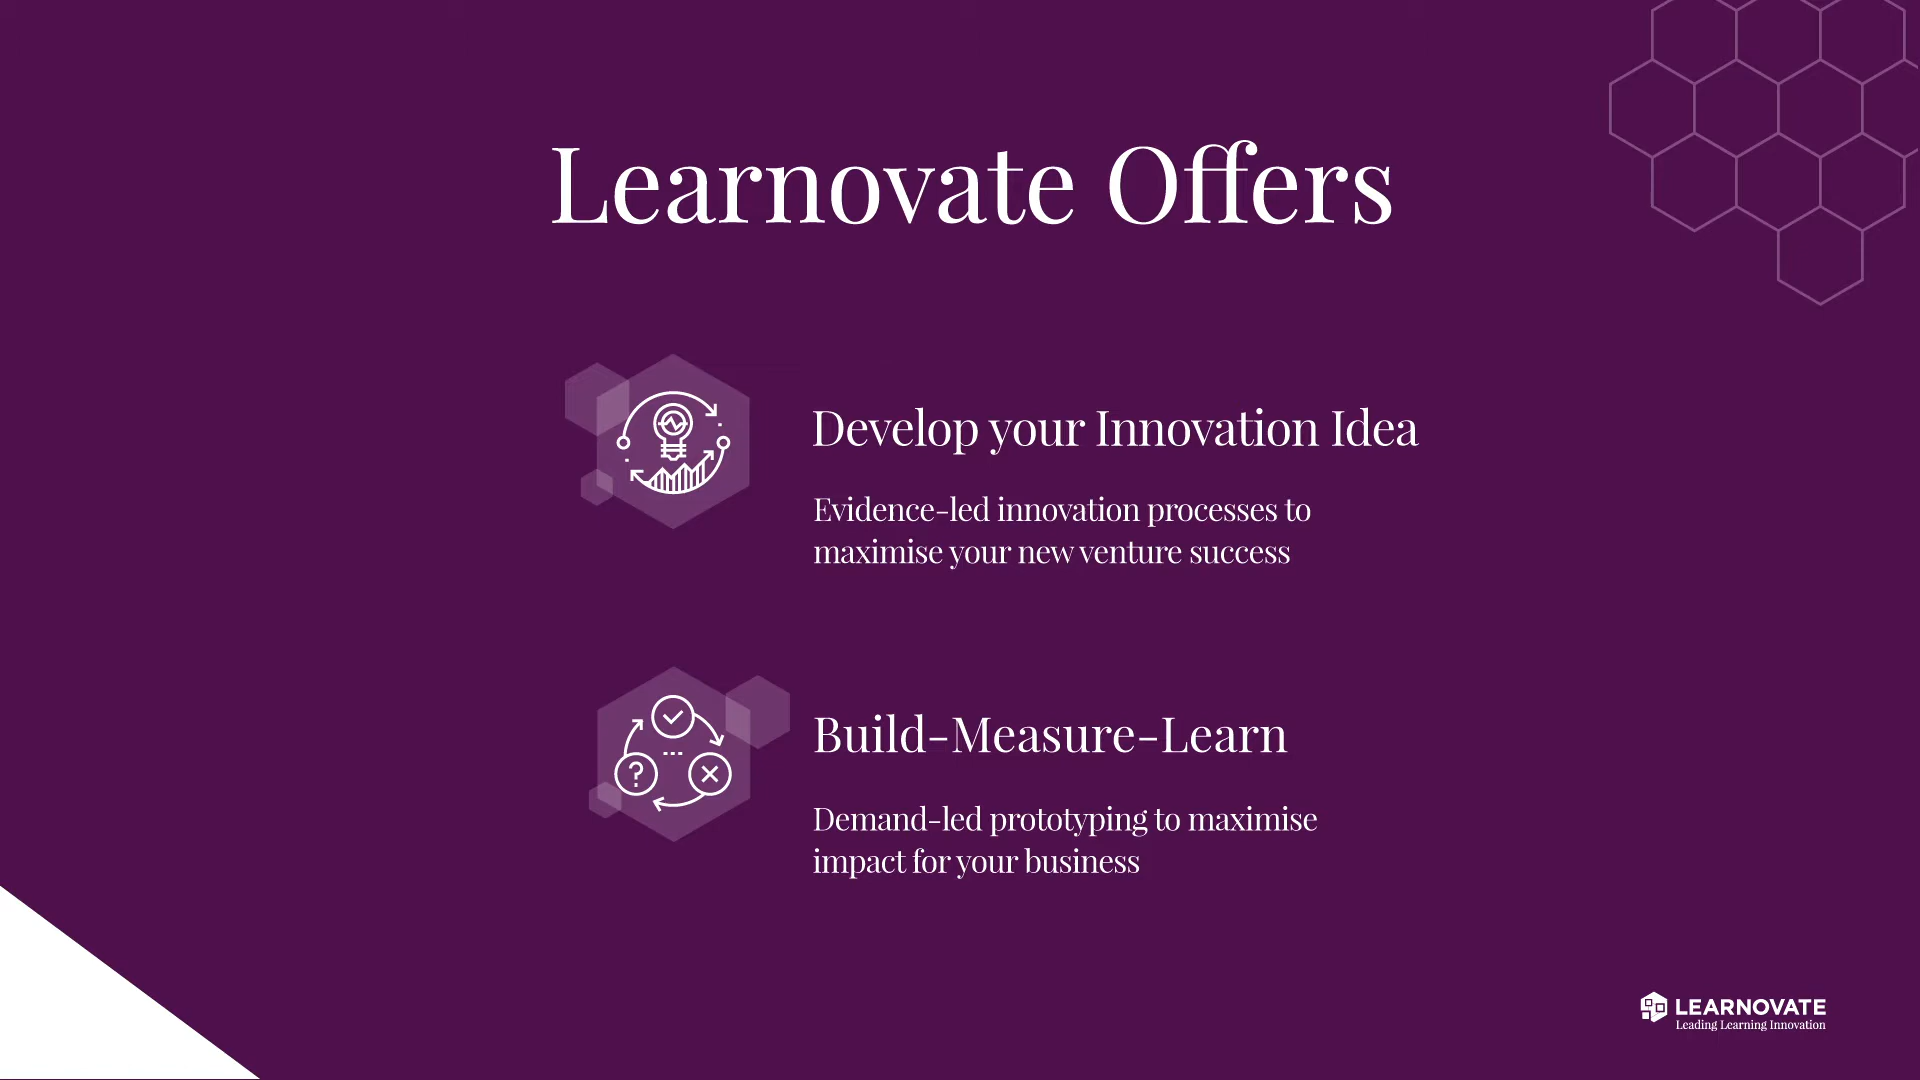 Learnovate Offers
Develop your Innovation Idea
Evidence-led innovation processes to
maximise your new venture success
?
Build-Measure-Learn
Demand-led prototyping to maximise
impact for your business
LEARNOVATE
Leading Learning Innovation